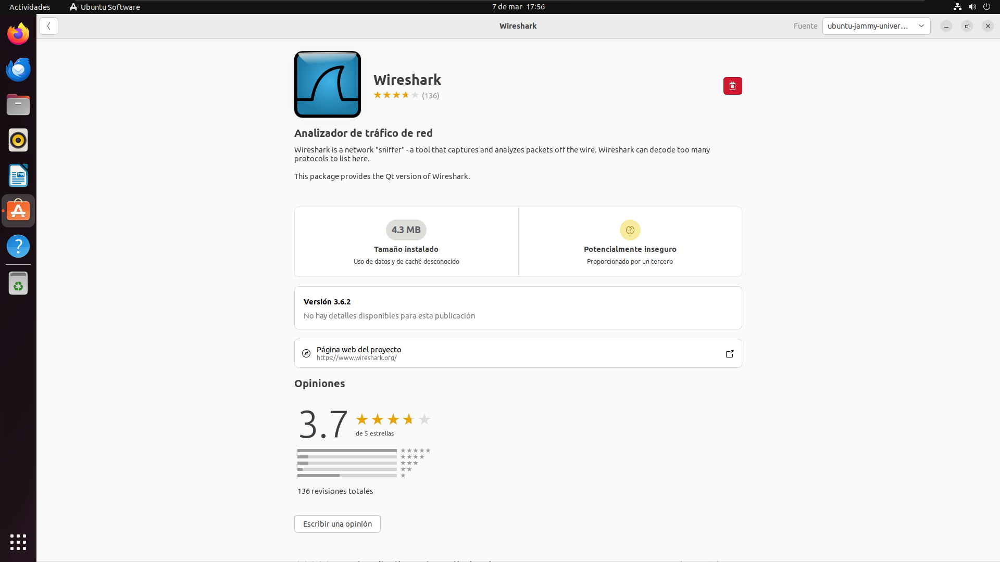 Actividades
Ubuntu Software
7 de mar 17:56
Wireshark
Fuente
ubuntu-jammy-univer…
Wireshark
(136)
Analizador de tráfico de red
Wireshark is a network "sniffer" - a tool that captures and analyzes packets off the wire. Wireshark can decode too many
protocols to list here.
This package provides the Qt version of Wireshark.
4.3 MB
Tamaño instalado
Uso de datos y de caché desconocido
Potencialmente inseguro
Proporcionado por un tercero
Versión 3.6.2
No hay detalles disponibles para esta publicación
Página web del proyecto
https://www.wireshark.org/
Opiniones
3.7
de 5 estrellas
136 revisiones totales
Escribir una opinión